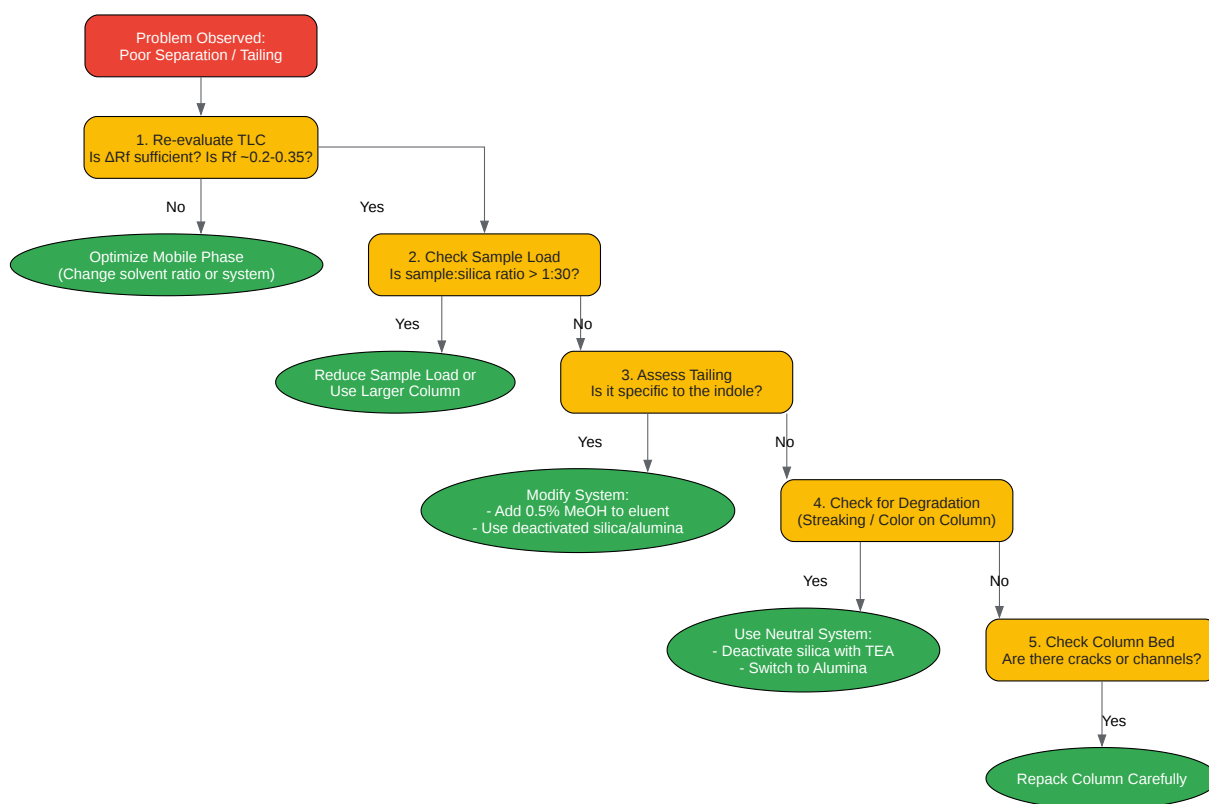 Problem Observed:
Poor Separation / Tailing
1. Re-evaluate TLC
Is ΔRf sufficient? Is Rf ~0.2-0.35?
No
Yes
Optimize Mobile Phase
(Change solvent ratio or system)
2. Check Sample Load
Is sample:silica ratio > 1:30?
Yes
No
Reduce Sample Load or
Use Larger Column
3. Assess Tailing
Is it specific to the indole?
Yes
No
Modify System:
- Add 0.5% MeOH to eluent
- Use deactivated silica/alumina
4. Check for Degradation
(Streaking / Color on Column)
Yes
No
Use Neutral System:
- Deactivate silica with TEA
- Switch to Alumina
5. Check Column Bed
Are there cracks or channels?
Yes
Repack Column Carefully